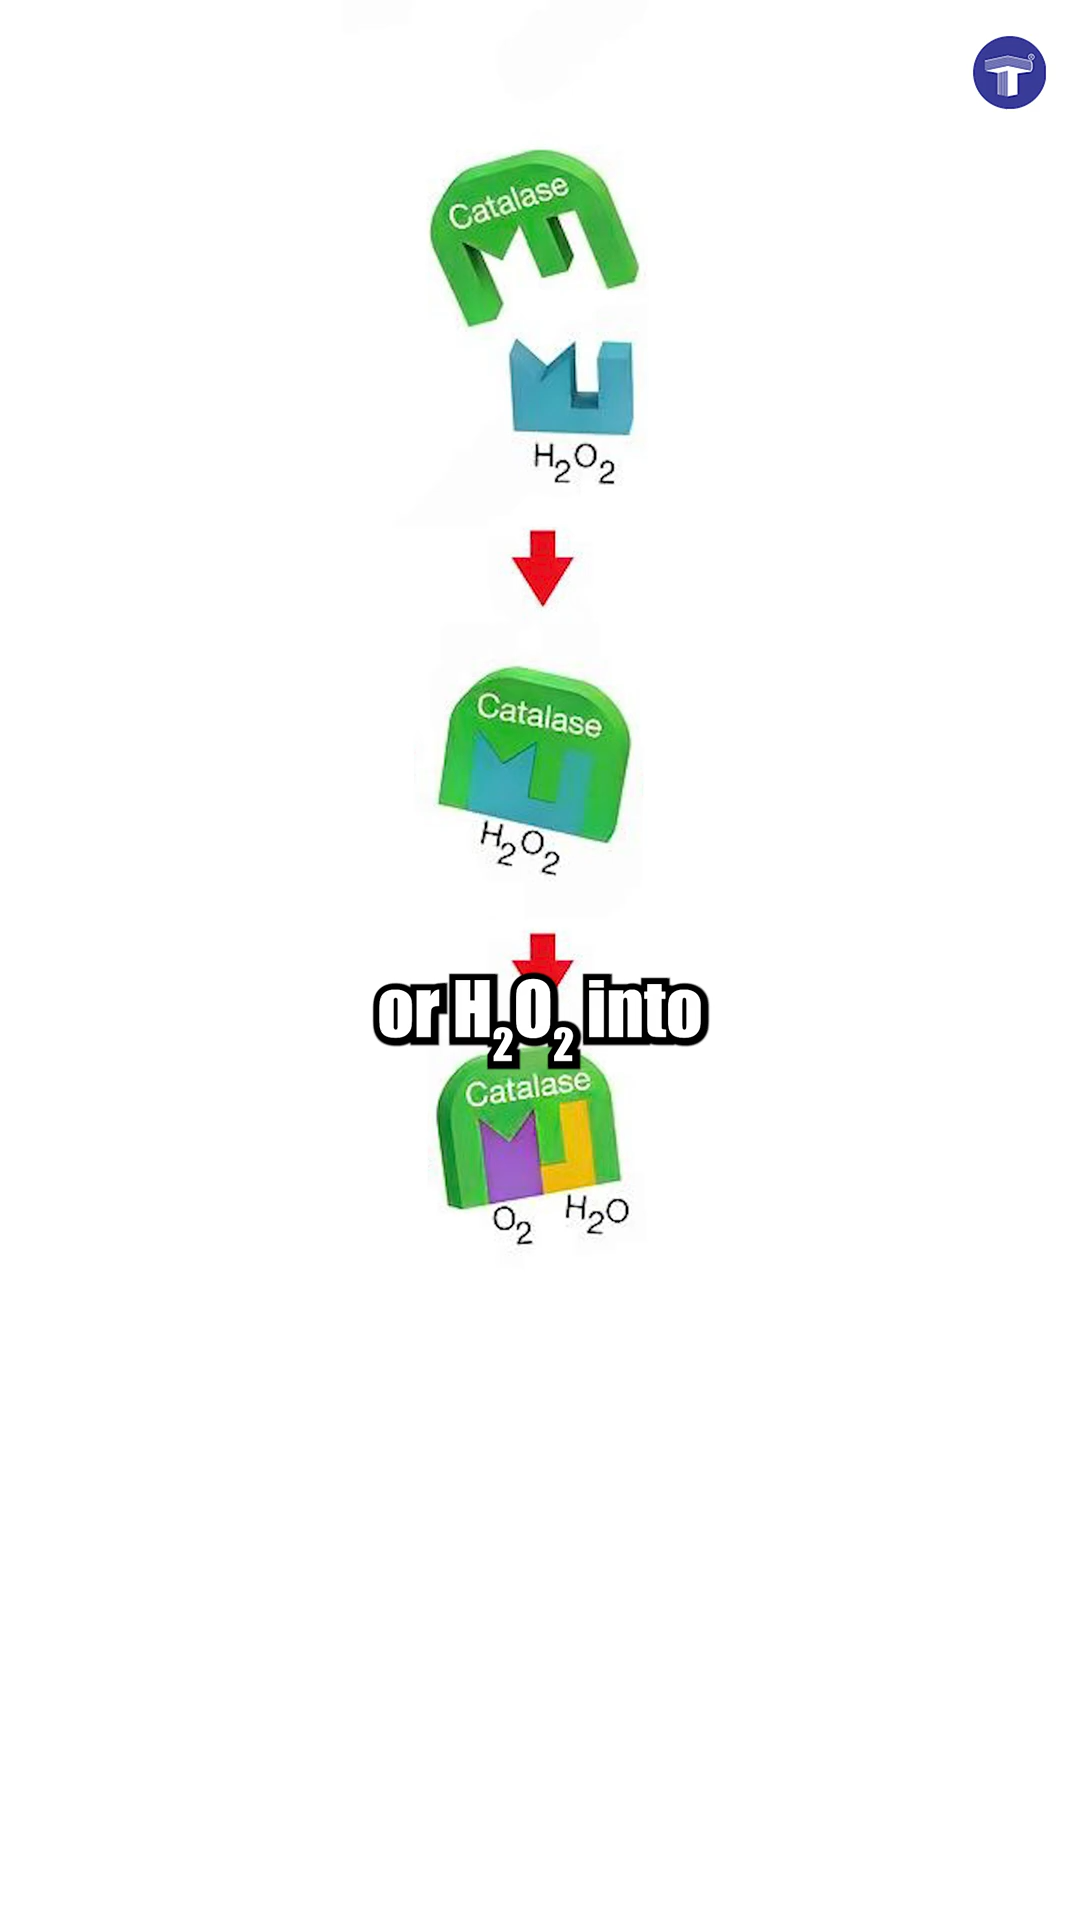 Catalase
H₂O₂
Catalase
H₂O₂
or H₂O₂ into
Catalase
O₂ H₂O
T